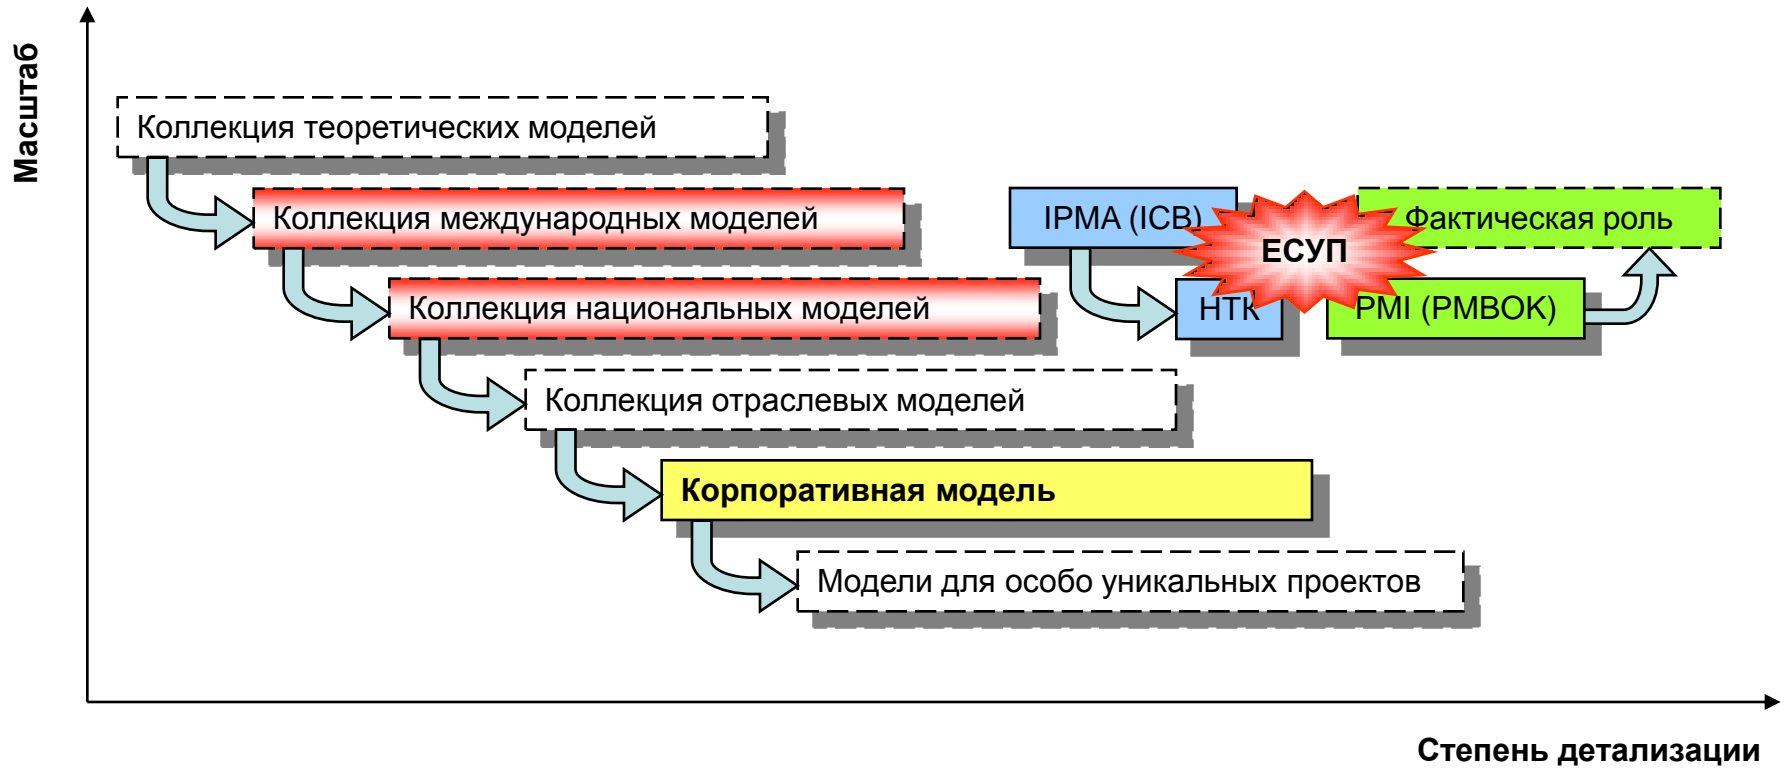 Масштаб
Коллекция теоретических моделей
Коллекция международных моделей
IPMA (ICB)
ЕСУП
Фактическая роль
Коллекция национальных моделей
НТК
PMI (PMBOK)
Коллекция отраслевых моделей
Корпоративная модель
Модели для особо уникальных проектов
Степень детализации